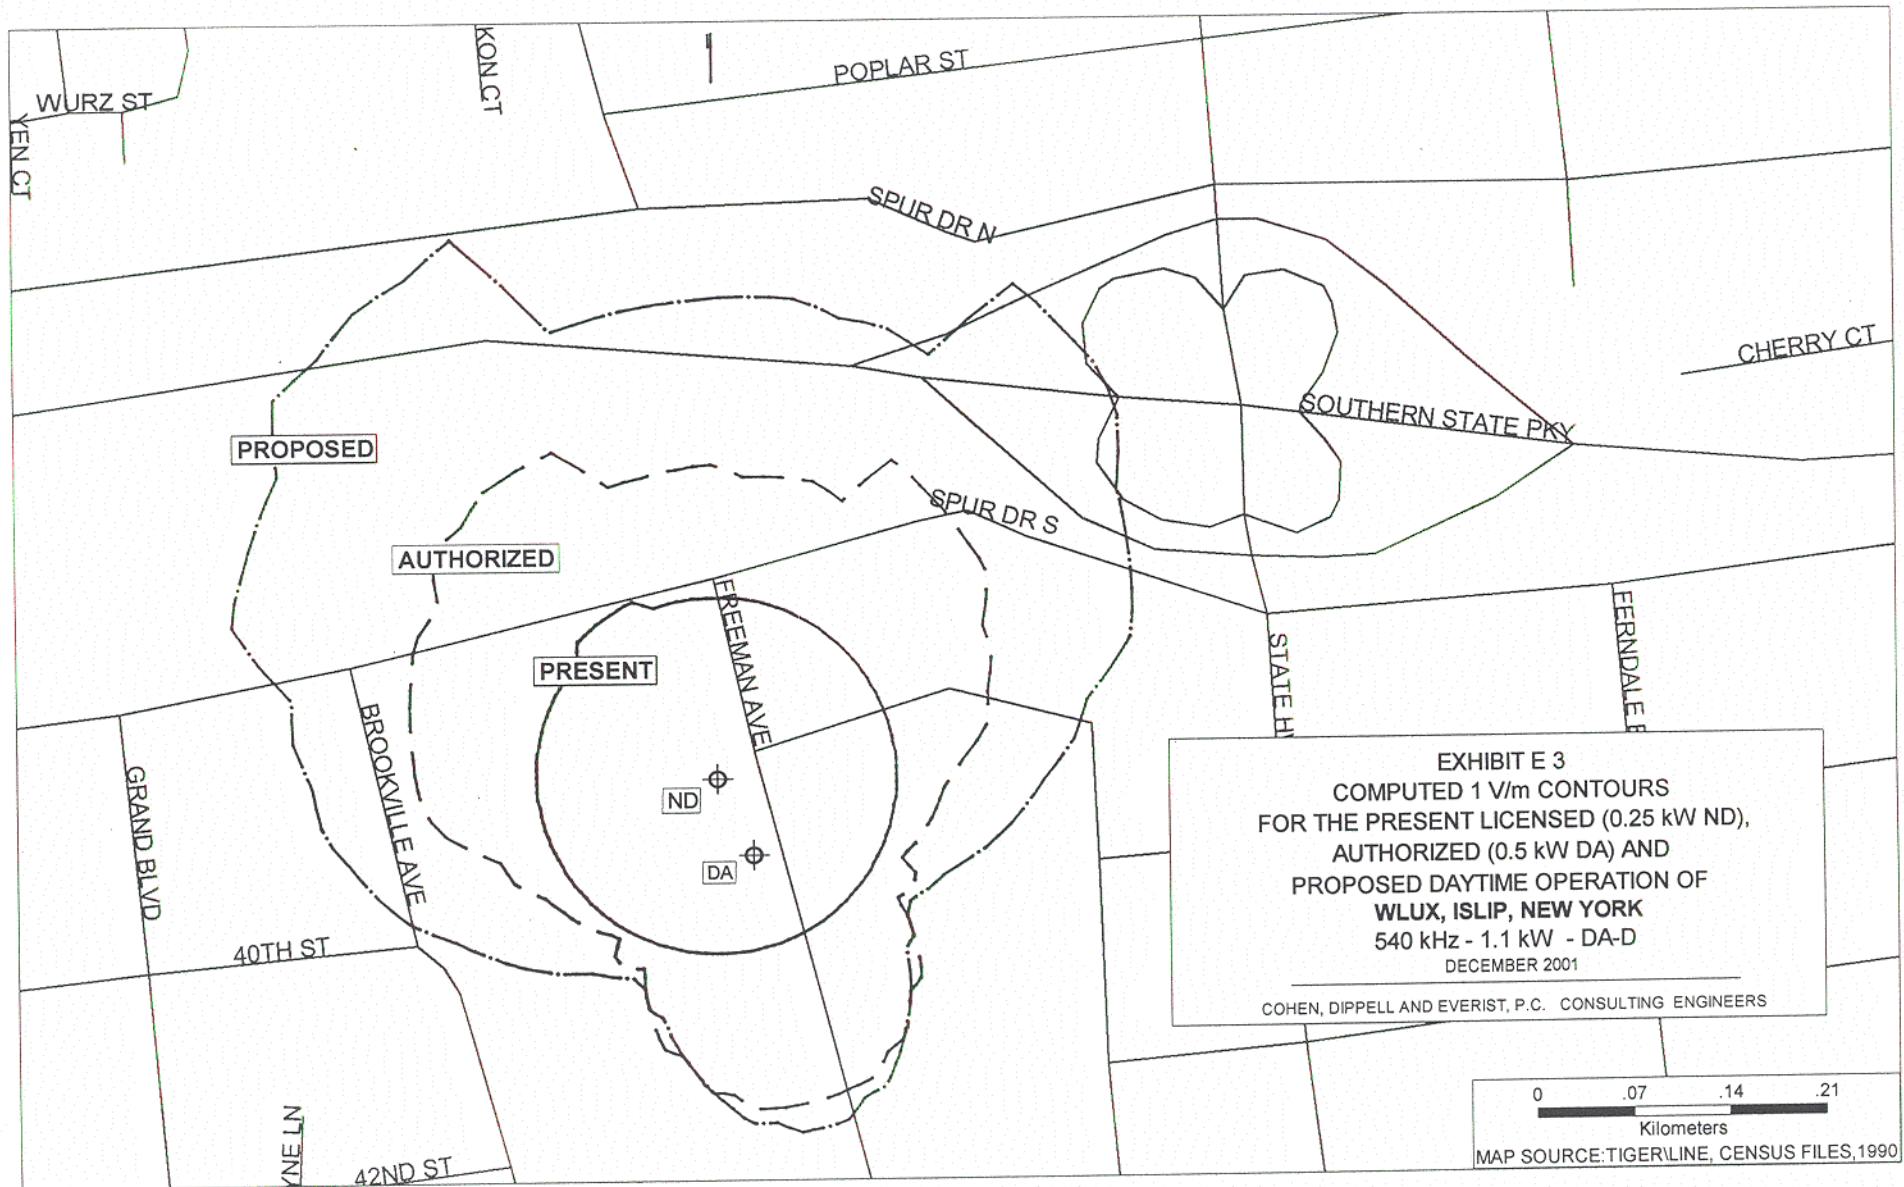 KON CT
POPLAR ST
WURZ ST
YEN CT
SPUR DR N
CHERRY CT
SOUTHERN STATE PKY
PROPOSED
SPUR DR S
AUTHORIZED
FREEMAN AVE
FERNDALE
STATE
PRESENT
BROOKVILLE AVE
GRAND BLVD
ND
DA
40TH ST
YNE LN
42ND ST
EXHIBIT E 3
COMPUTED 1 V/m CONTOURS
FOR THE PRESENT LICENSED (0.25 kW ND),
AUTHORIZED (0.5 kW DA) AND
PROPOSED DAYTIME OPERATION OF
WLUX, ISLIP, NEW YORK
540 kHz - 1.1 kW - DA-D
DECEMBER 2001
COHEN, DIPPELL AND EVERIST, P.C. CONSULTING ENGINEERS
0 .07 .14 .21
Kilometers
MAP SOURCE:TIGER\LINE, CENSUS FILES,1990